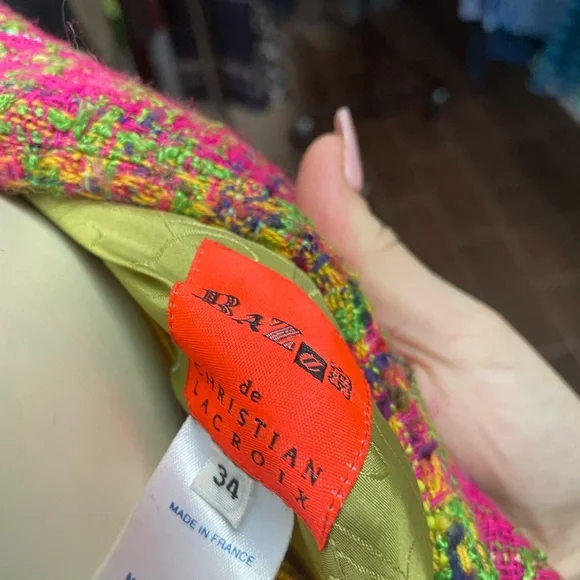 BAZAR
de
CHRISTIAN
LACROIX
34
MADE IN FRANCE